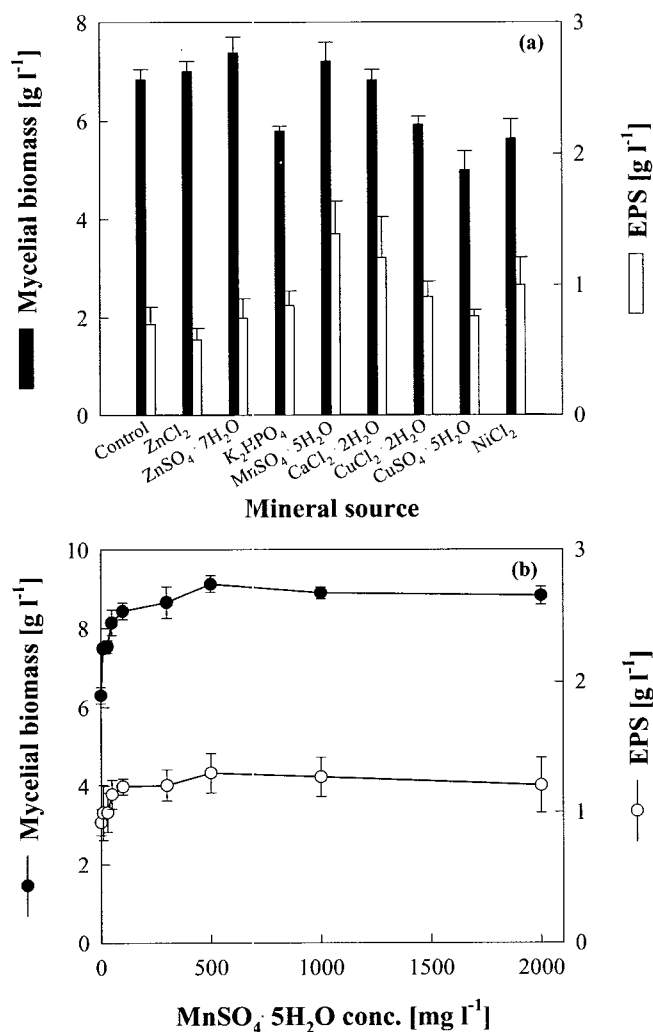 (a)
Mycelial biomass [g l⁻¹]
8
6
4
2
0
EPS [g l⁻¹]
3
2
1
0
Control
ZnCl₂
ZnSO₄· 7H₂O
K₂HPO₄
MnSO₄· 5H₂O
CaCl₂· 2H₂O
CuCl₂· 2H₂O
CuSO₄· 5H₂O
NiCl₂
Mineral source
(b)
Mycelial biomass [g l⁻¹]
10
8
6
4
2
0
EPS [g l⁻¹]
3
2
1
0
0 500 1000 1500 2000
MnSO₄· 5H₂O conc. [mg l⁻¹]